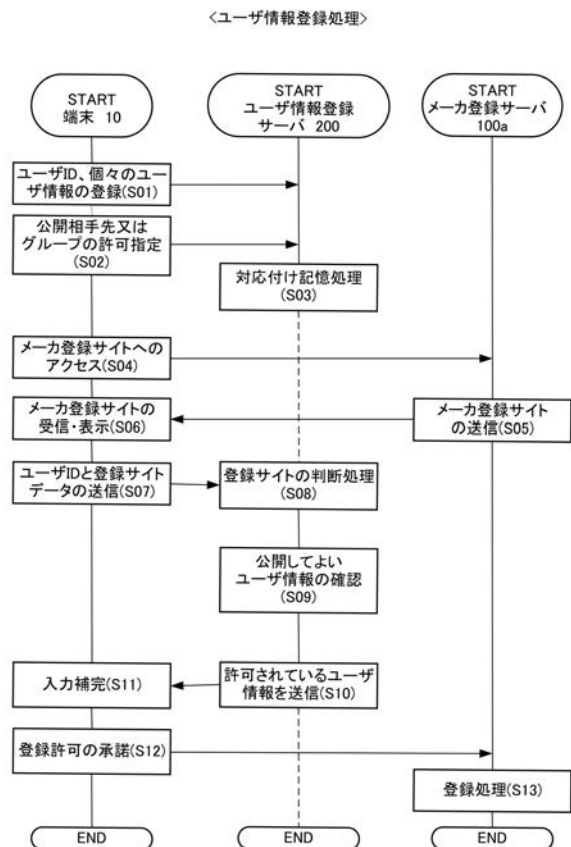 <ユーザ情報登録処理>
START
端末 10
START
ユーザ情報登録
サーバ 200
START
メーカ登録サーバ
100a
ユーザID、個々のユー
ザ情報の登録(S01)
公開相手先又は
グループの許可指定
(S02)
対応付け記憶処理
(S03)
メーカ登録サイトへの
アクセス(S04)
メーカ登録サイト
の送信(S05)
メーカ登録サイトの
受信・表示(S06)
ユーザIDと登録サイト
データの送信(S07)
登録サイトの判断処理
(S08)
公開してよい
ユーザ情報の確認
(S09)
許可されているユーザ
情報を送信(S10)
入力補完(S11)
登録許可の承諾(S12)
登録処理(S13)
END
END
END